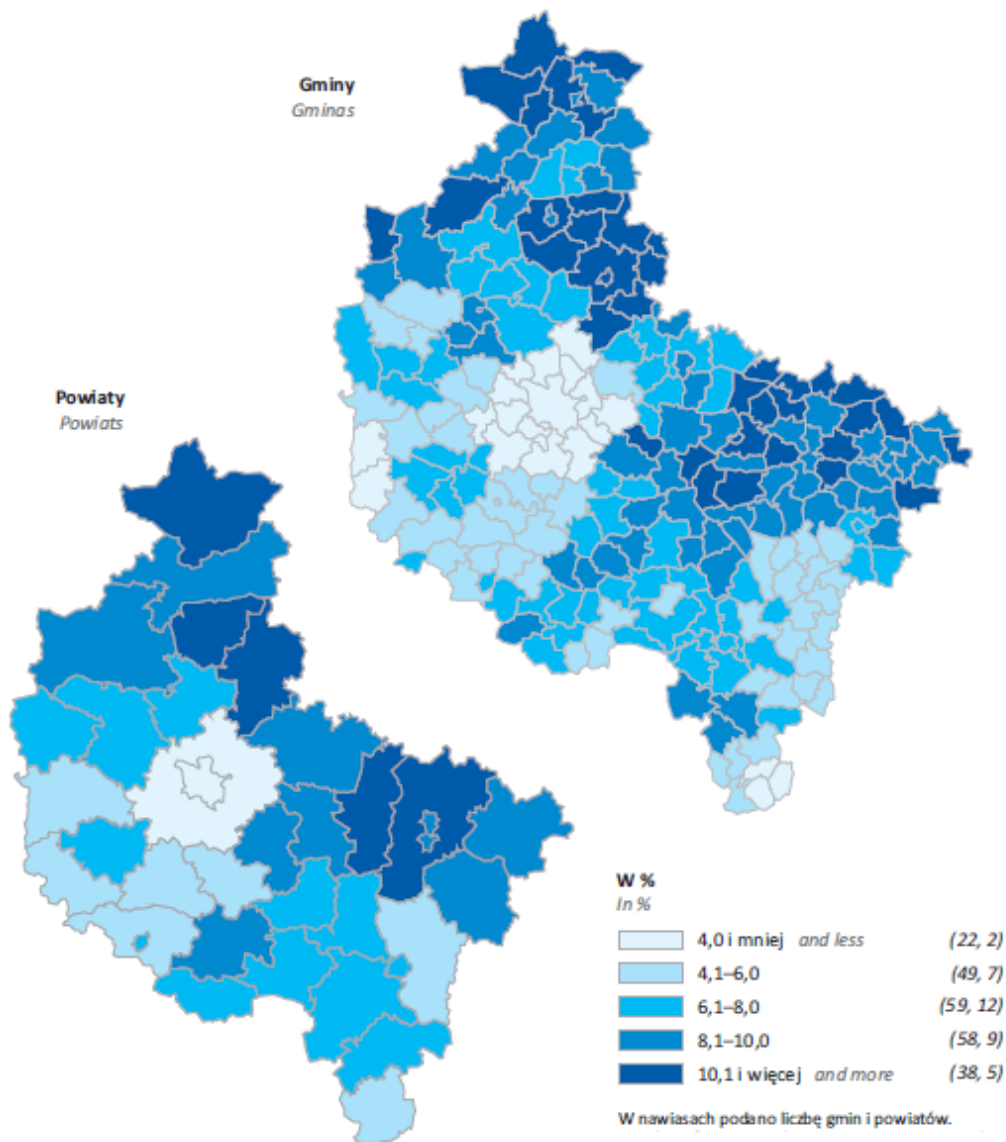 Gminy
Gminas
Powiaty
Powiats
W %
In %
4,0 i mniej and less (22, 2)
4,1–6,0 (49, 7)
6,1–8,0 (59, 12)
8,1–10,0 (58, 9)
10,1 i więcej and more (38, 5)
W nawiasach podano liczbę gmin i powiatów.